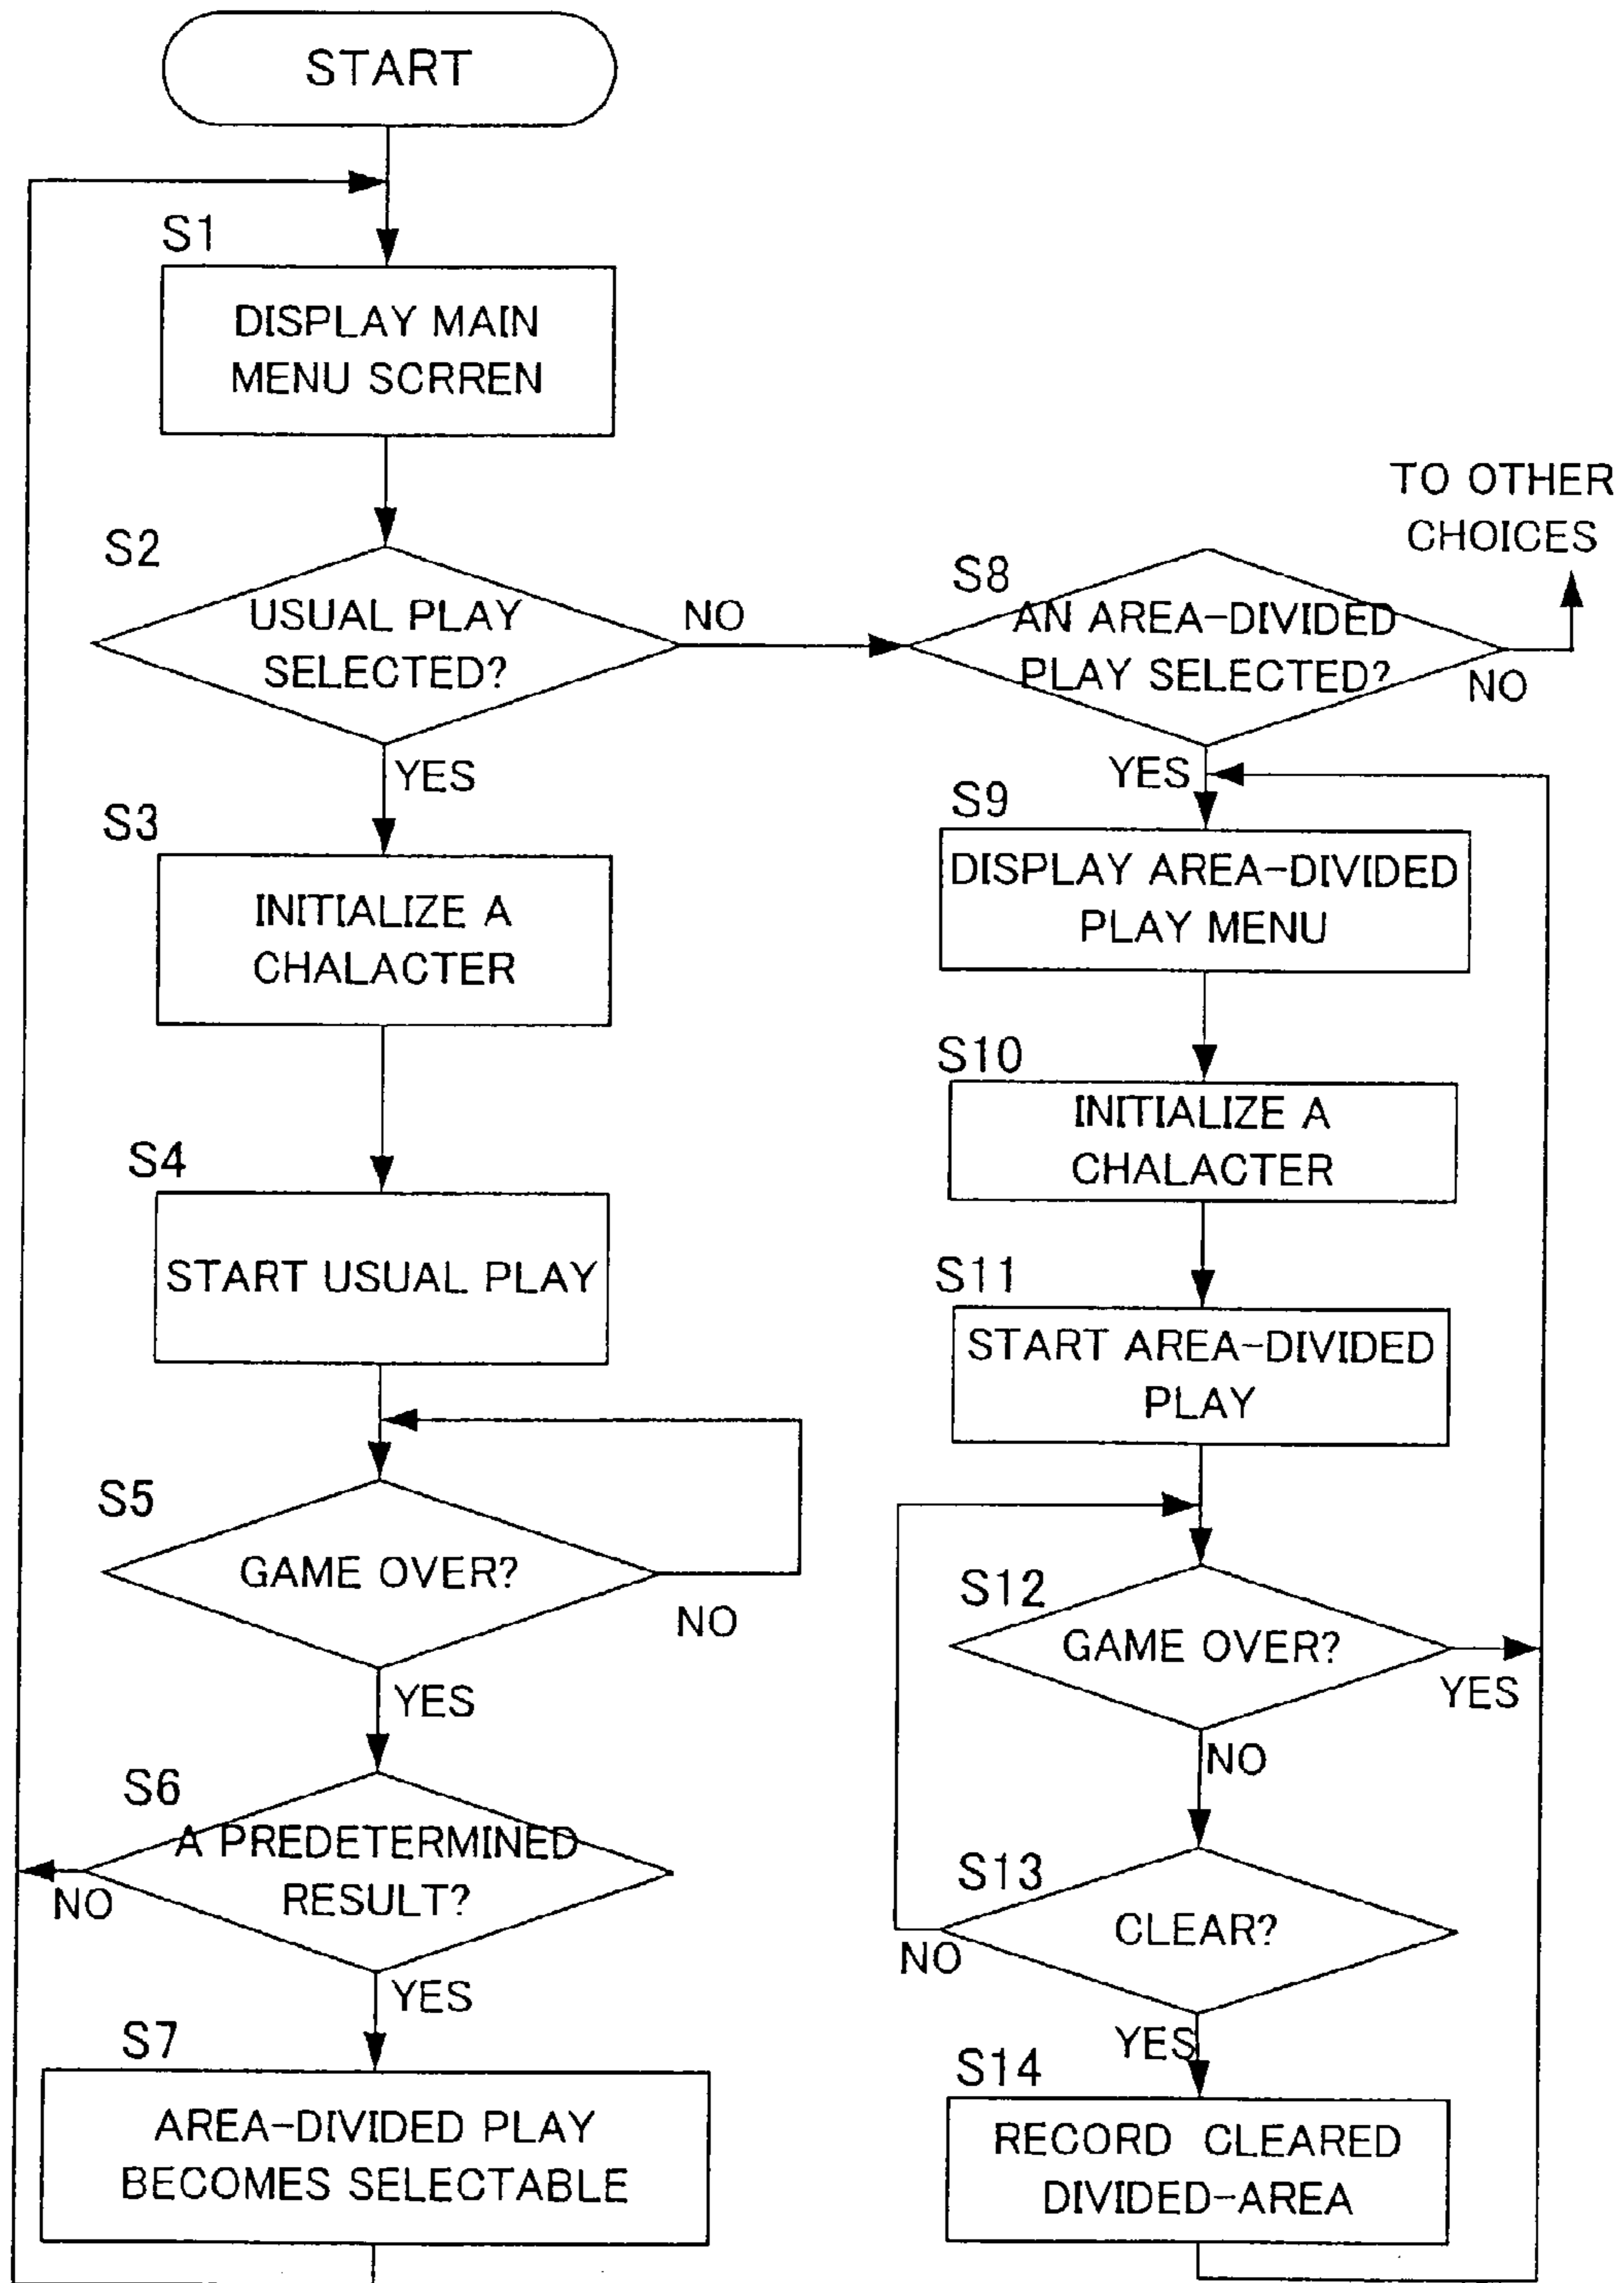 START
S1
DISPLAY MAIN
MENU SCRREN
S2
USUAL PLAY
SELECTED?
NO
YES
S3
INITIALIZE A
CHALACTER
S4
START USUAL PLAY
S5
GAME OVER?
NO
YES
S6
A PREDETERMINED
RESULT?
NO
YES
S7
AREA-DIVIDED PLAY
BECOMES SELECTABLE
TO OTHER
CHOICES
S8
AN AREA-DIVIDED
PLAY SELECTED?
NO
YES
S9
DISPLAY AREA-DIVIDED
PLAY MENU
S10
INITIALIZE A
CHALACTER
S11
START AREA-DIVIDED
PLAY
S12
GAME OVER?
YES
NO
S13
CLEAR?
NO
YES
S14
RECORD CLEARED
DIVIDED-AREA